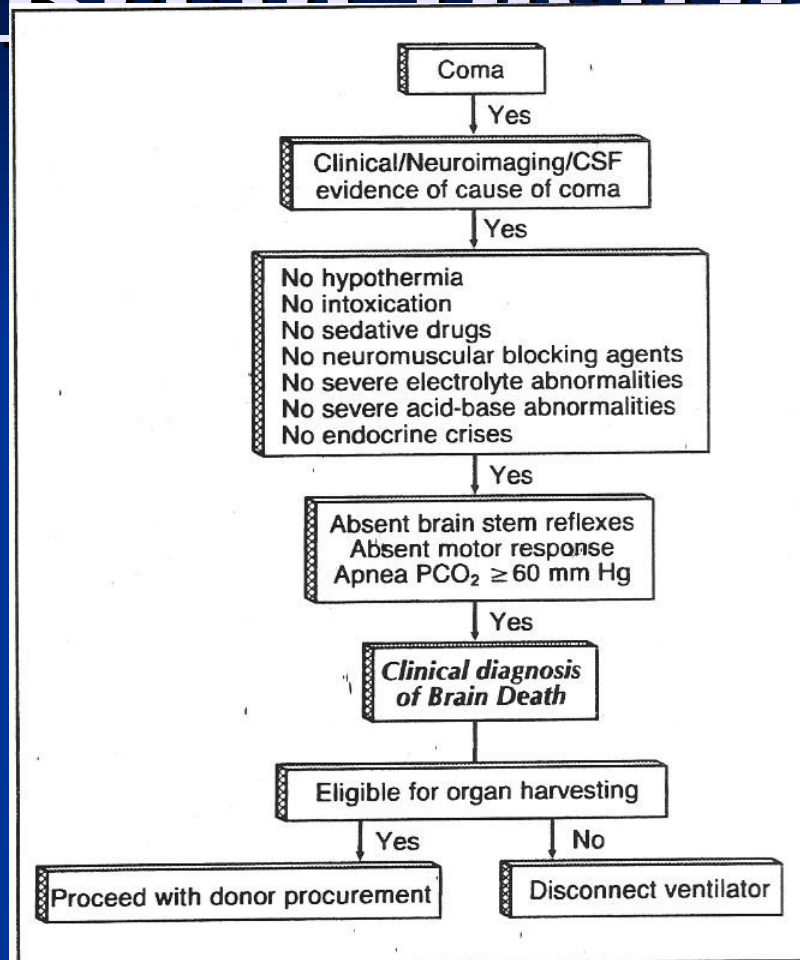 Coma
Yes
Clinical/Neuroimaging/CSF
evidence of cause of coma
Yes
No hypothermia
No intoxication
No sedative drugs
No neuromuscular blocking agents
No severe electrolyte abnormalities
No severe acid-base abnormalities
No endocrine crises
Yes
Absent brain stem reflexes
Absent motor response
Apnea PCO₂ ≥ 60 mm Hg
Yes
Clinical diagnosis
of Brain Death
Eligible for organ harvesting
Yes
No
Proceed with donor procurement
Disconnect ventilator